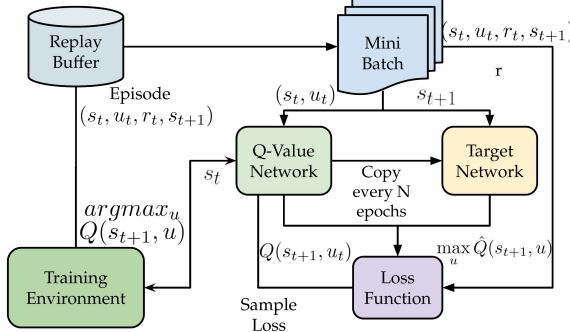 Replay
Buffer
Mini
Batch
(s_t, u_t, r_t, s_{t+1})
r
Episode
(s_t, u_t, r_t, s_{t+1})
(s_t, u_t)
s_{t+1}
Q-Value
Network
Target
Network
s_t
Copy
every N
epochs
argmax_u
Q(s_{t+1}, u)
Q(s_{t+1}, u_t)
max_u Q̂(s_{t+1}, u)
Training
Environment
Loss
Function
Sample
Loss